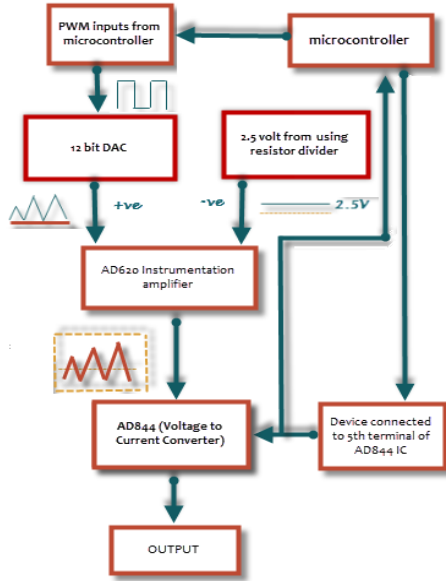 PWM inputs from
microcontroller
microcontroller
12 bit DAC
2.5 volt from using
resistor divider
+ve
-ve
2.5V
AD620 Instrumentation
amplifier
AD844 (Voltage to
Current Converter)
Device connected
to 5th terminal of
AD844 IC
OUTPUT